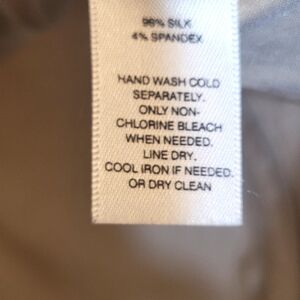 96% SILK
4% SPANDEX
HAND WASH COLD
SEPARATELY.
ONLY NON-
CHLORINE BLEACH
WHEN NEEDED.
LINE DRY.
COOL IRON IF NEEDED.
OR DRY CLEAN